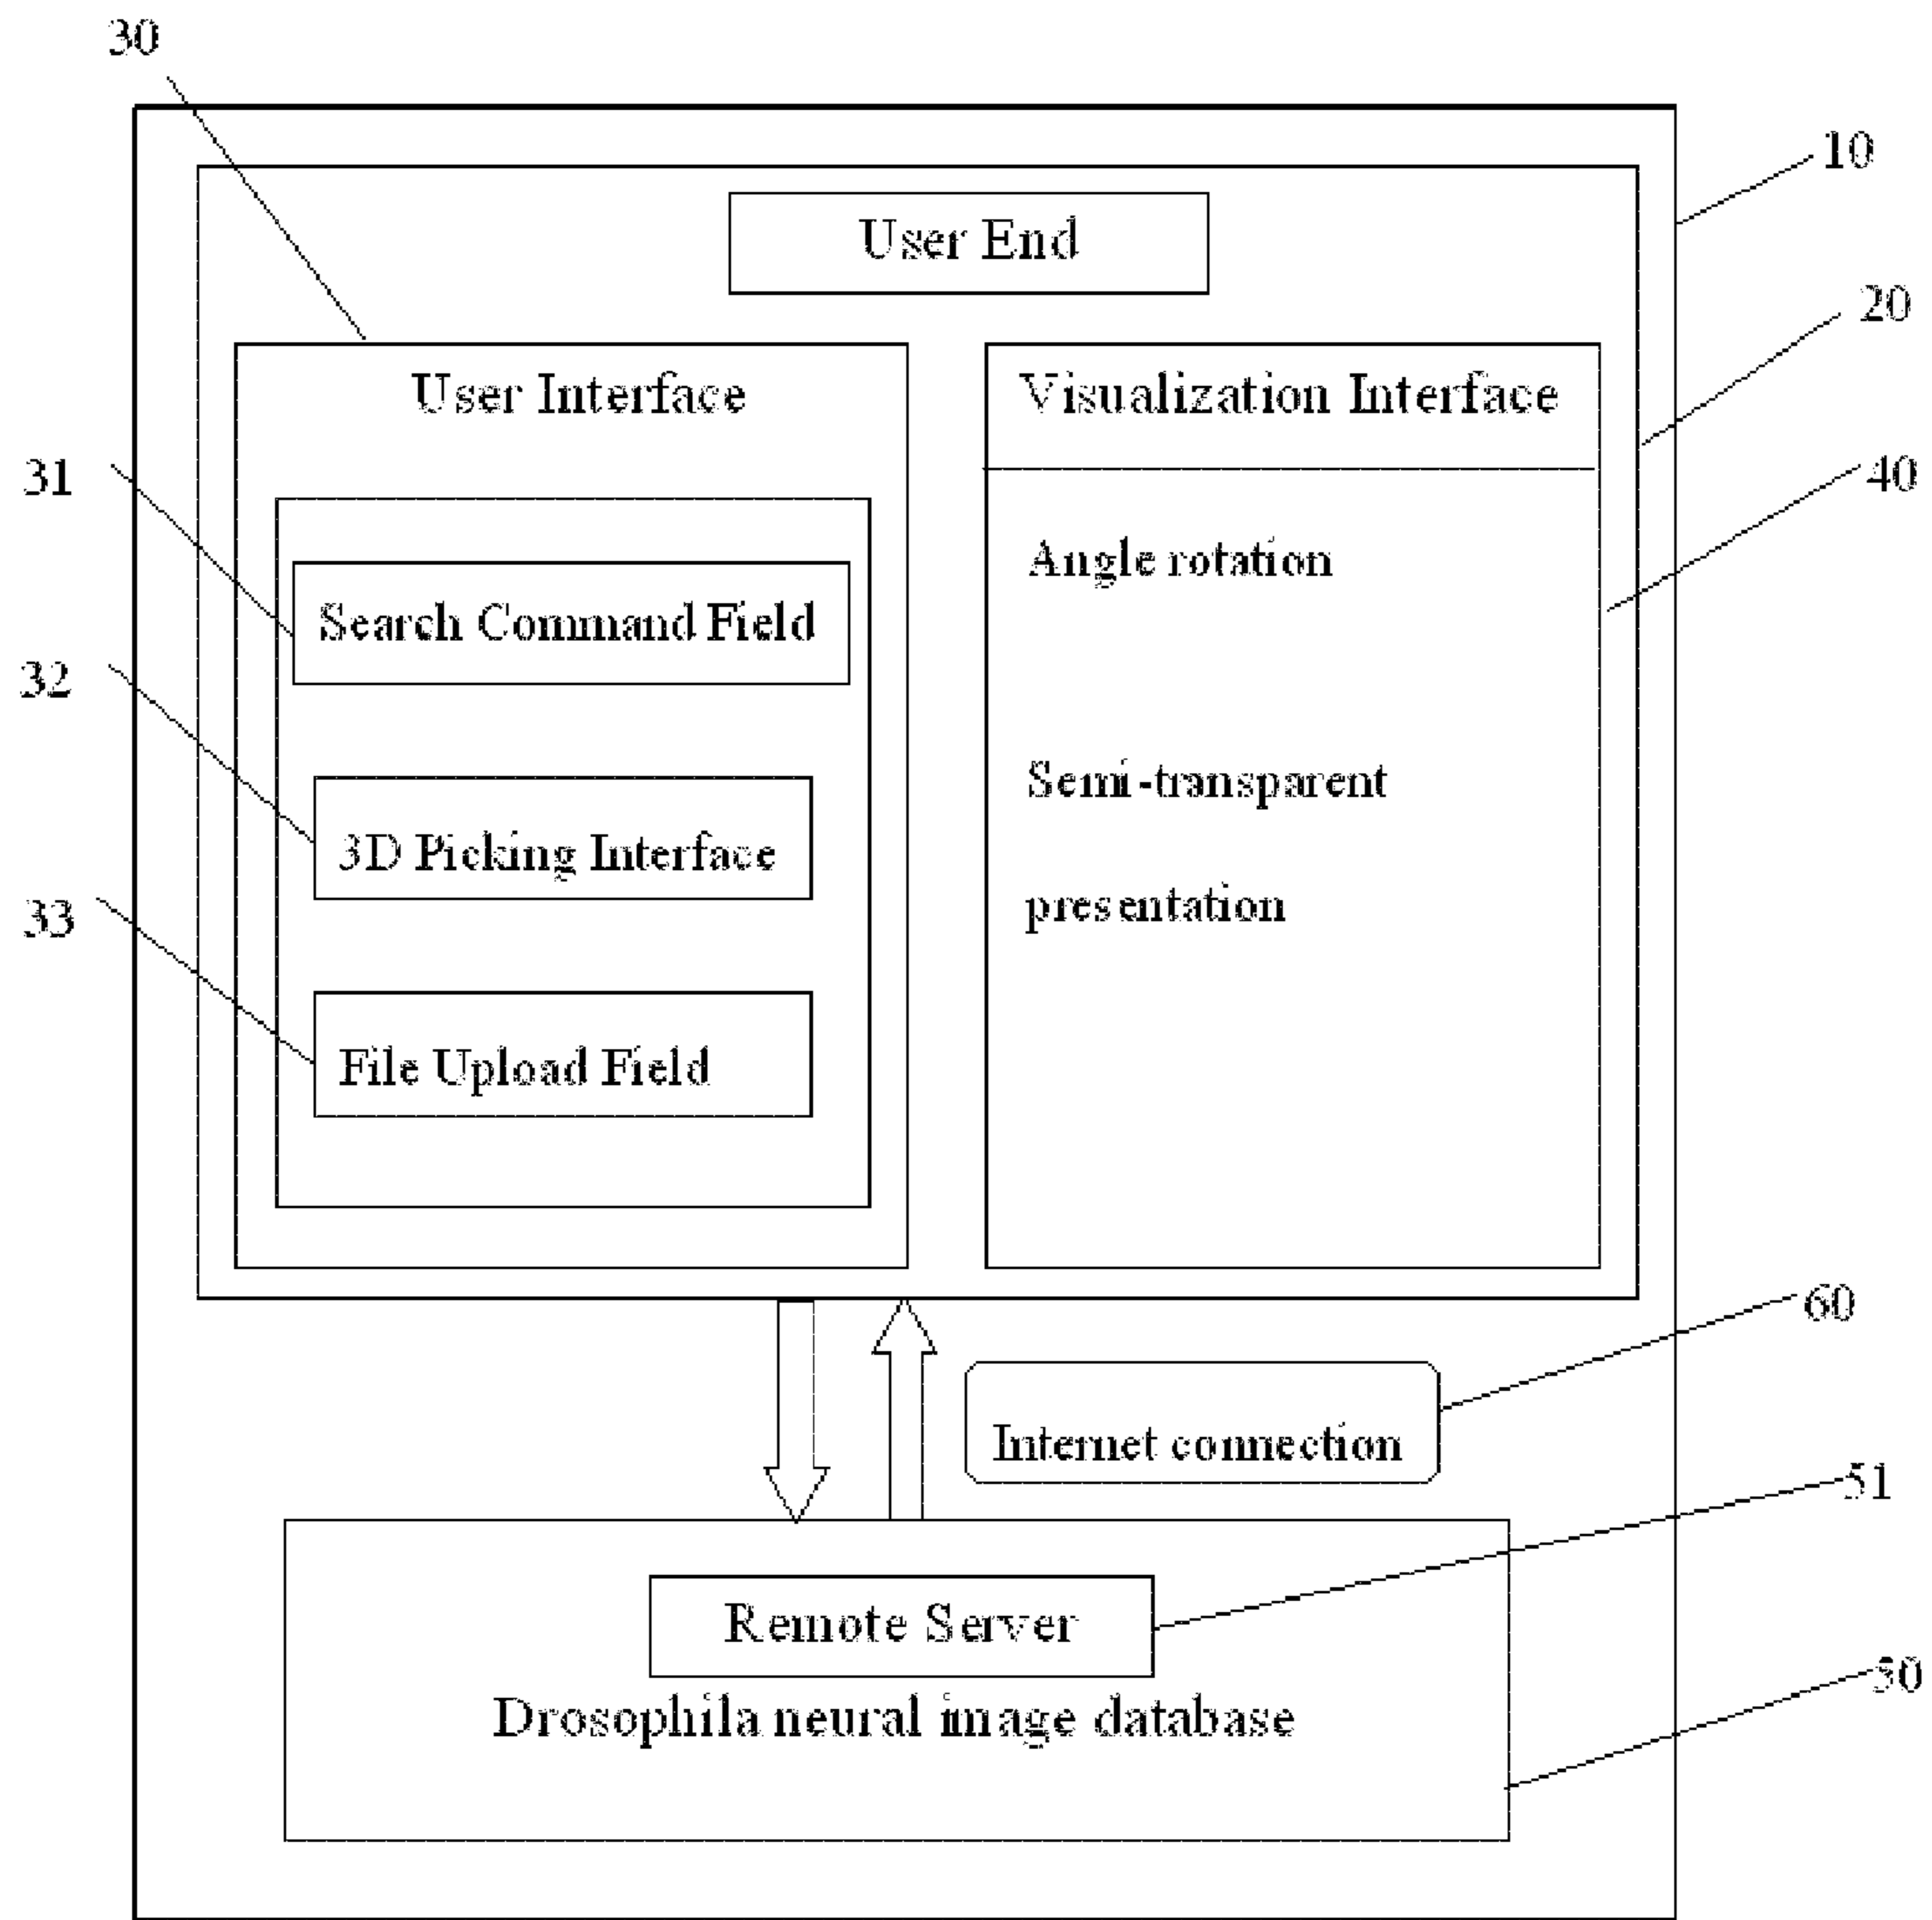 30
10
User End
20
User Interface
Visualization Interface
31
40
Angle rotation
Search Command Field
32
Semi-transparent
3D Picking Interface
33
presentation
File Upload Field
60
Internet connection
51
Remote Server
50
Drosophila neural image database